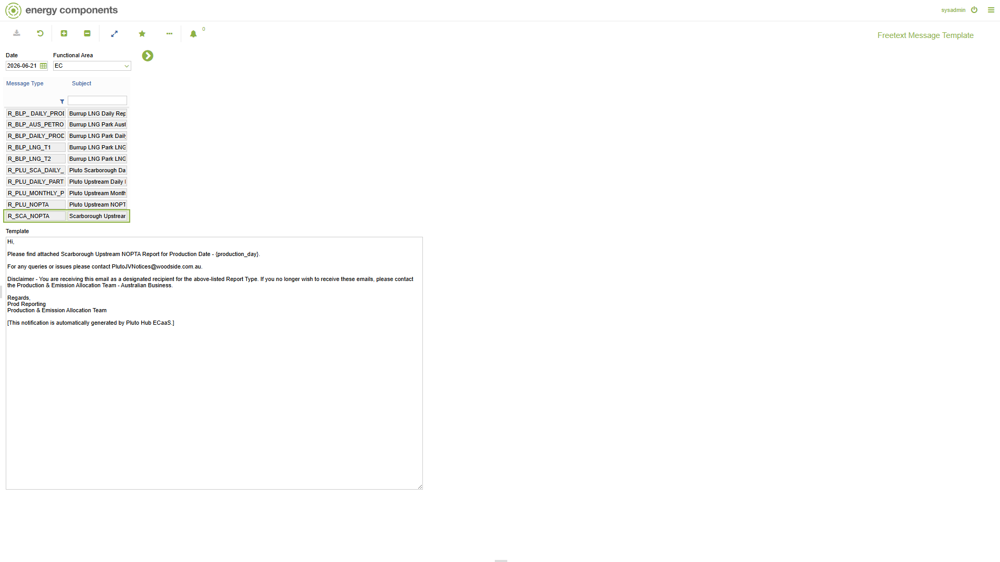 energy components
sysadmin
0
Freetext Message Template
Date
Functional Area
2026-06-21
EC
Message Type
Subject
R_BLP_ DAILY_PROD
Burrup LNG Daily Rep
R_BLP_AUS_PETRO
Burrup LNG Park Aust
R_BLP_DAILY_PROD
Burrup LNG Park Daily
R_BLP_LNG_T1
Burrup LNG Park LNG
R_BLP_LNG_T2
Burrup LNG Park LNG
R_PLU_SCA_DAILY_
Pluto Scarborough Da
R_PLU_DAILY_PART
Pluto Upstream Daily
R_PLU_MONTHLY_P
Pluto Upstream Month
R_PLU_NOPTA
Pluto Upstream NOPT
R_SCA_NOPTA
Scarborough Upstream
Template
Hi,
Please find attached Scarborough Upstream NOPTA Report for Production Date - {production_day}.
For any queries or issues please contact PlutoJVNotices@woodside.com.au.
Disclaimer - You are receiving this email as a designated recipient for the above-listed Report Type. If you no longer wish to receive these emails, please contact
the Production & Emission Allocation Team - Australian Business.
Regards,
Prod Reporting
Production & Emission Allocation Team
[This notification is automatically generated by Pluto Hub ECaaS.]